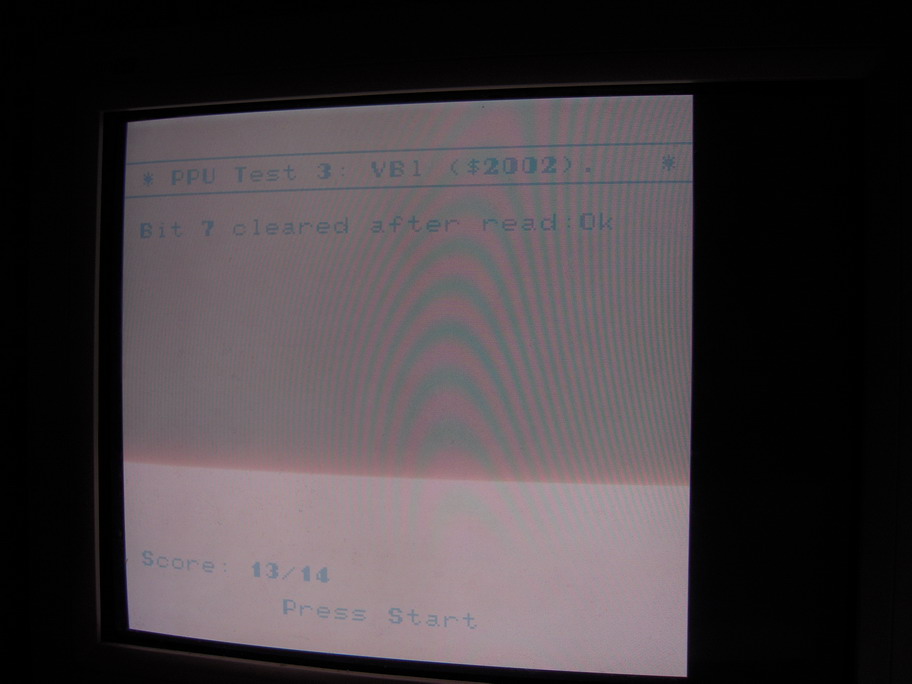 * PPU Test 3: VBl ($2002). *
Bit 7 cleared after read:Ok
Score: 13/14
Press Start